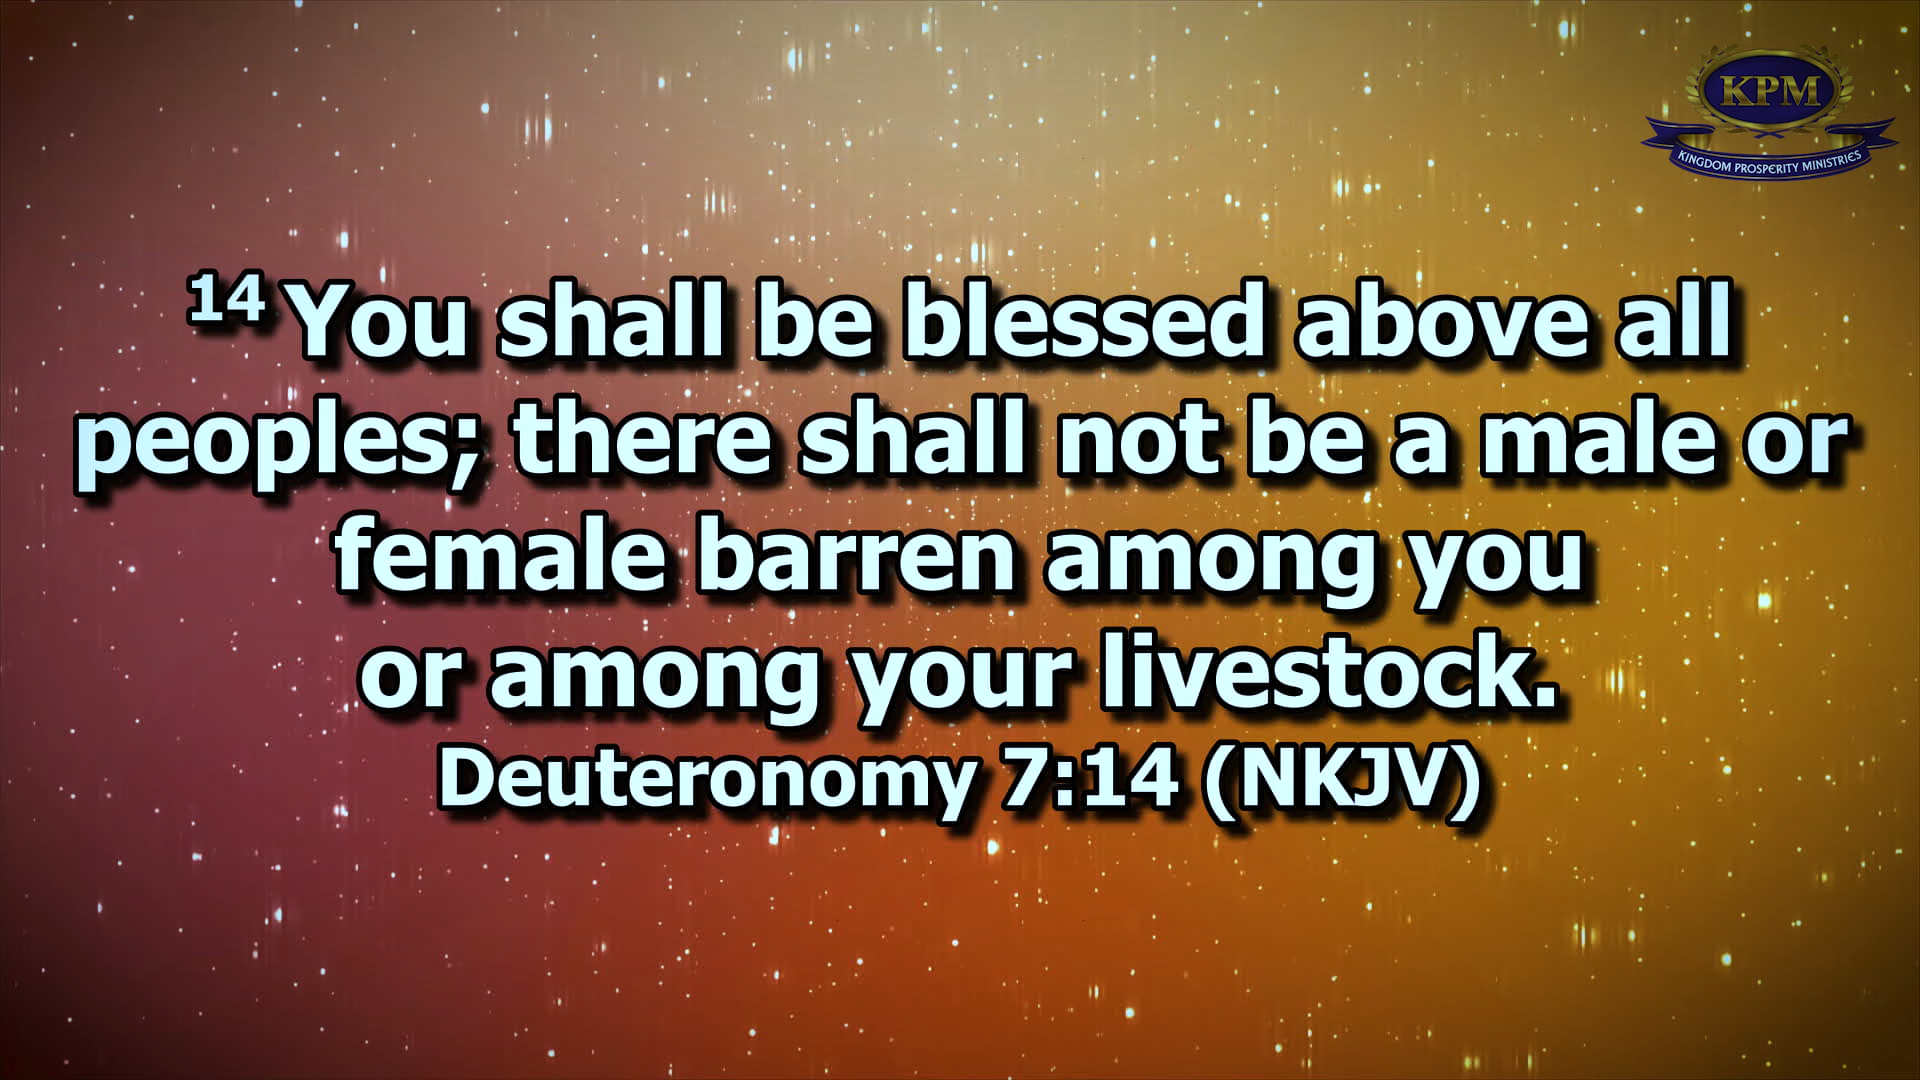 KPM
KINGDOM PROSPERITY MINISTRIES
14 You shall be blessed above all
peoples; there shall not be a male or
female barren among you
or among your livestock.
Deuteronomy 7:14 (NKJV)